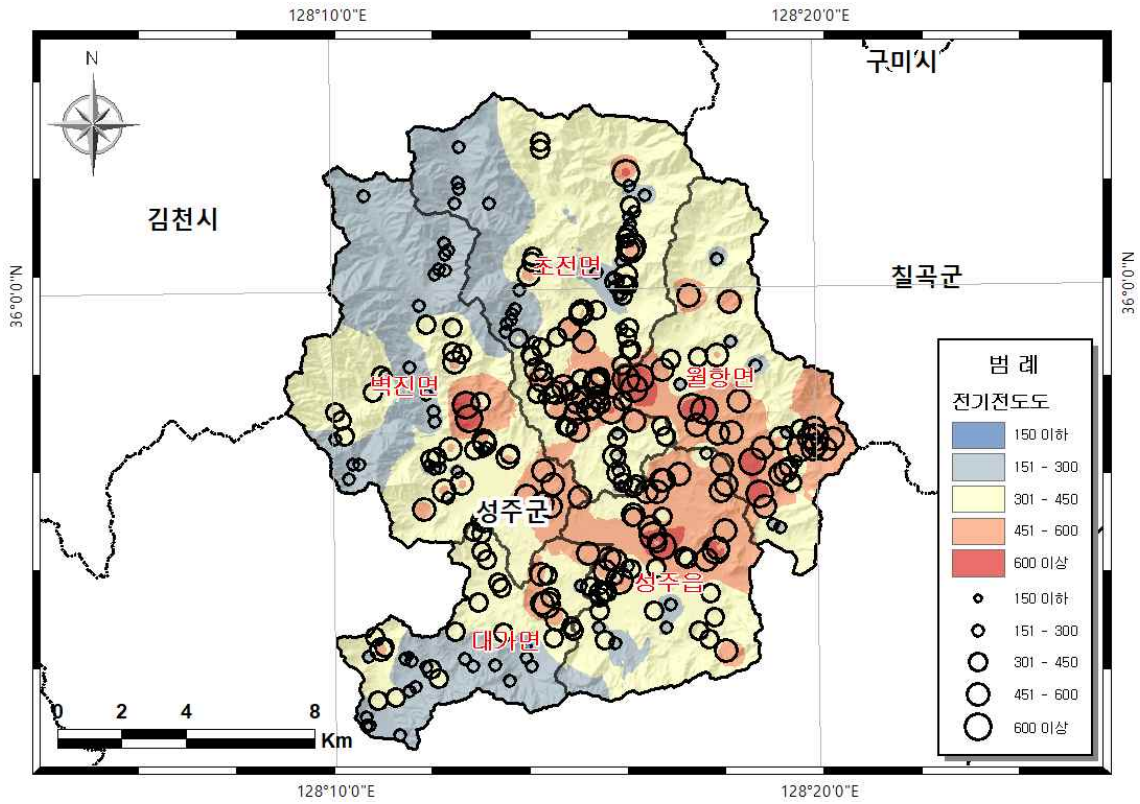 128°10'0"E
128°20'0"E
N
구미시
김천시
초전면
칠곡군
36°0'0"N
36°0'0"N
벽진면
월항면
성주군
성주읍
대가면
범 례
전기전도도
150 이하
151 - 300
301 - 450
451 - 600
600 이상
150 이하
151 - 300
301 - 450
451 - 600
600 이상
0 2 4 8
Km
128°10'0"E
128°20'0"E